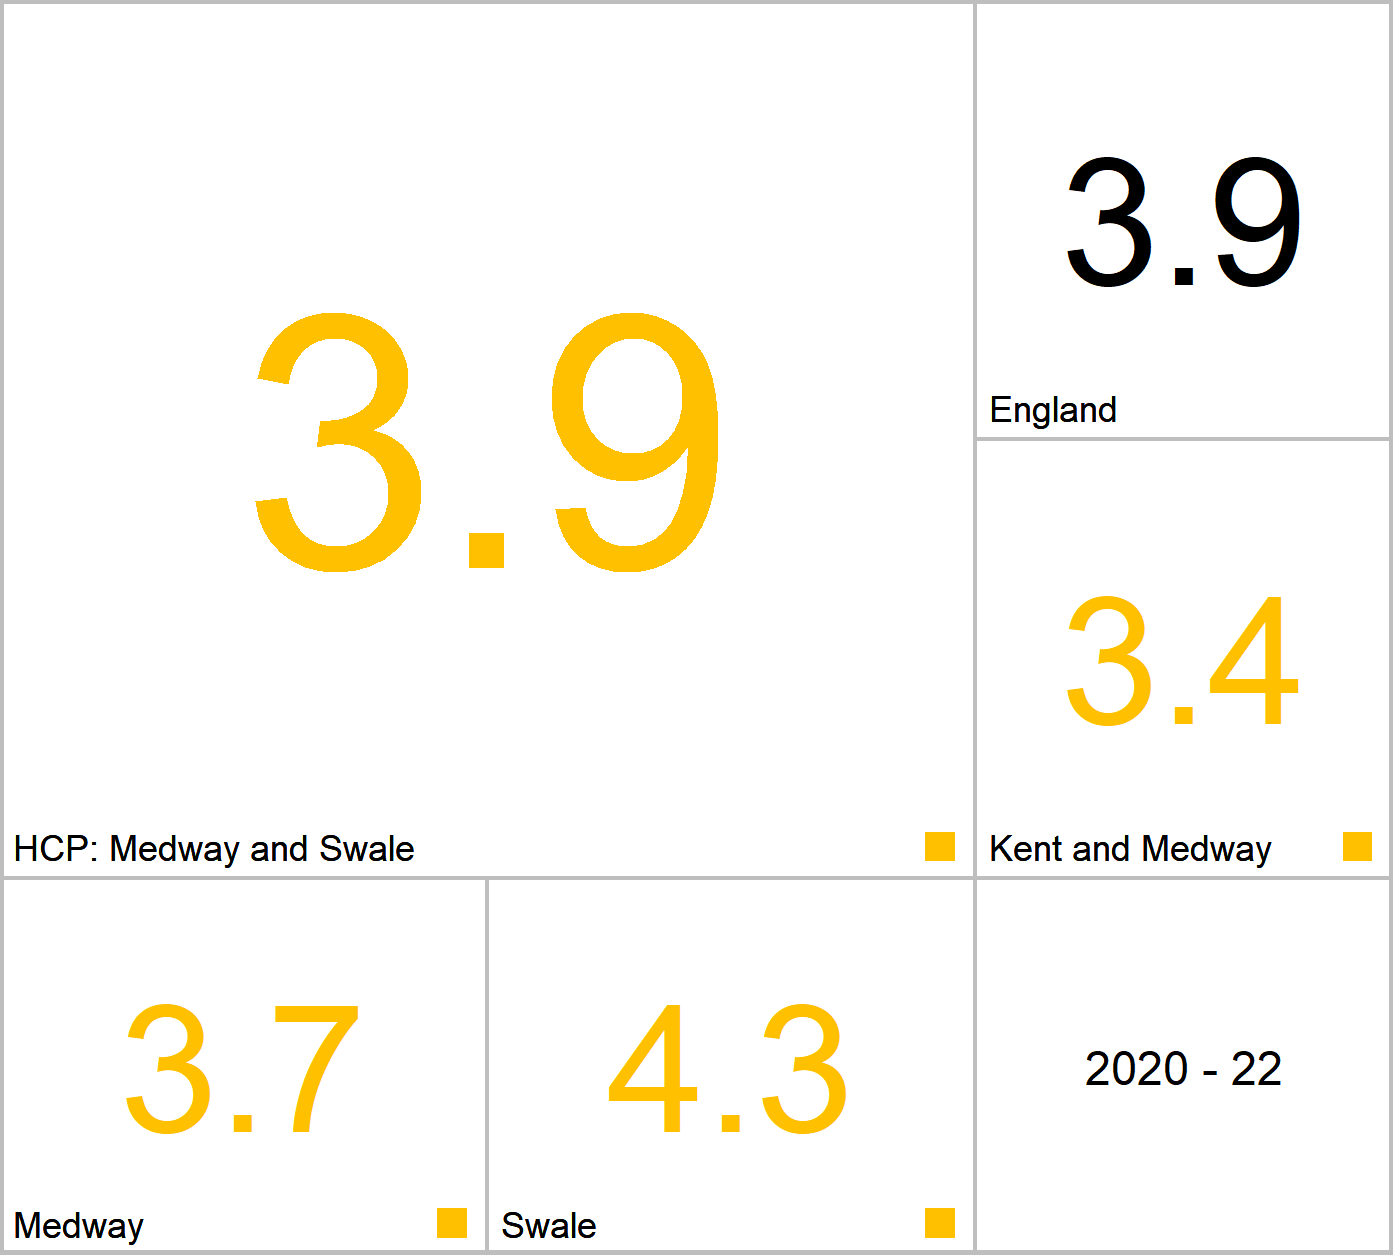 3.9
HCP: Medway and Swale
3.9
England
3.4
Kent and Medway
3.7
Medway
4.3
Swale
2020 - 22